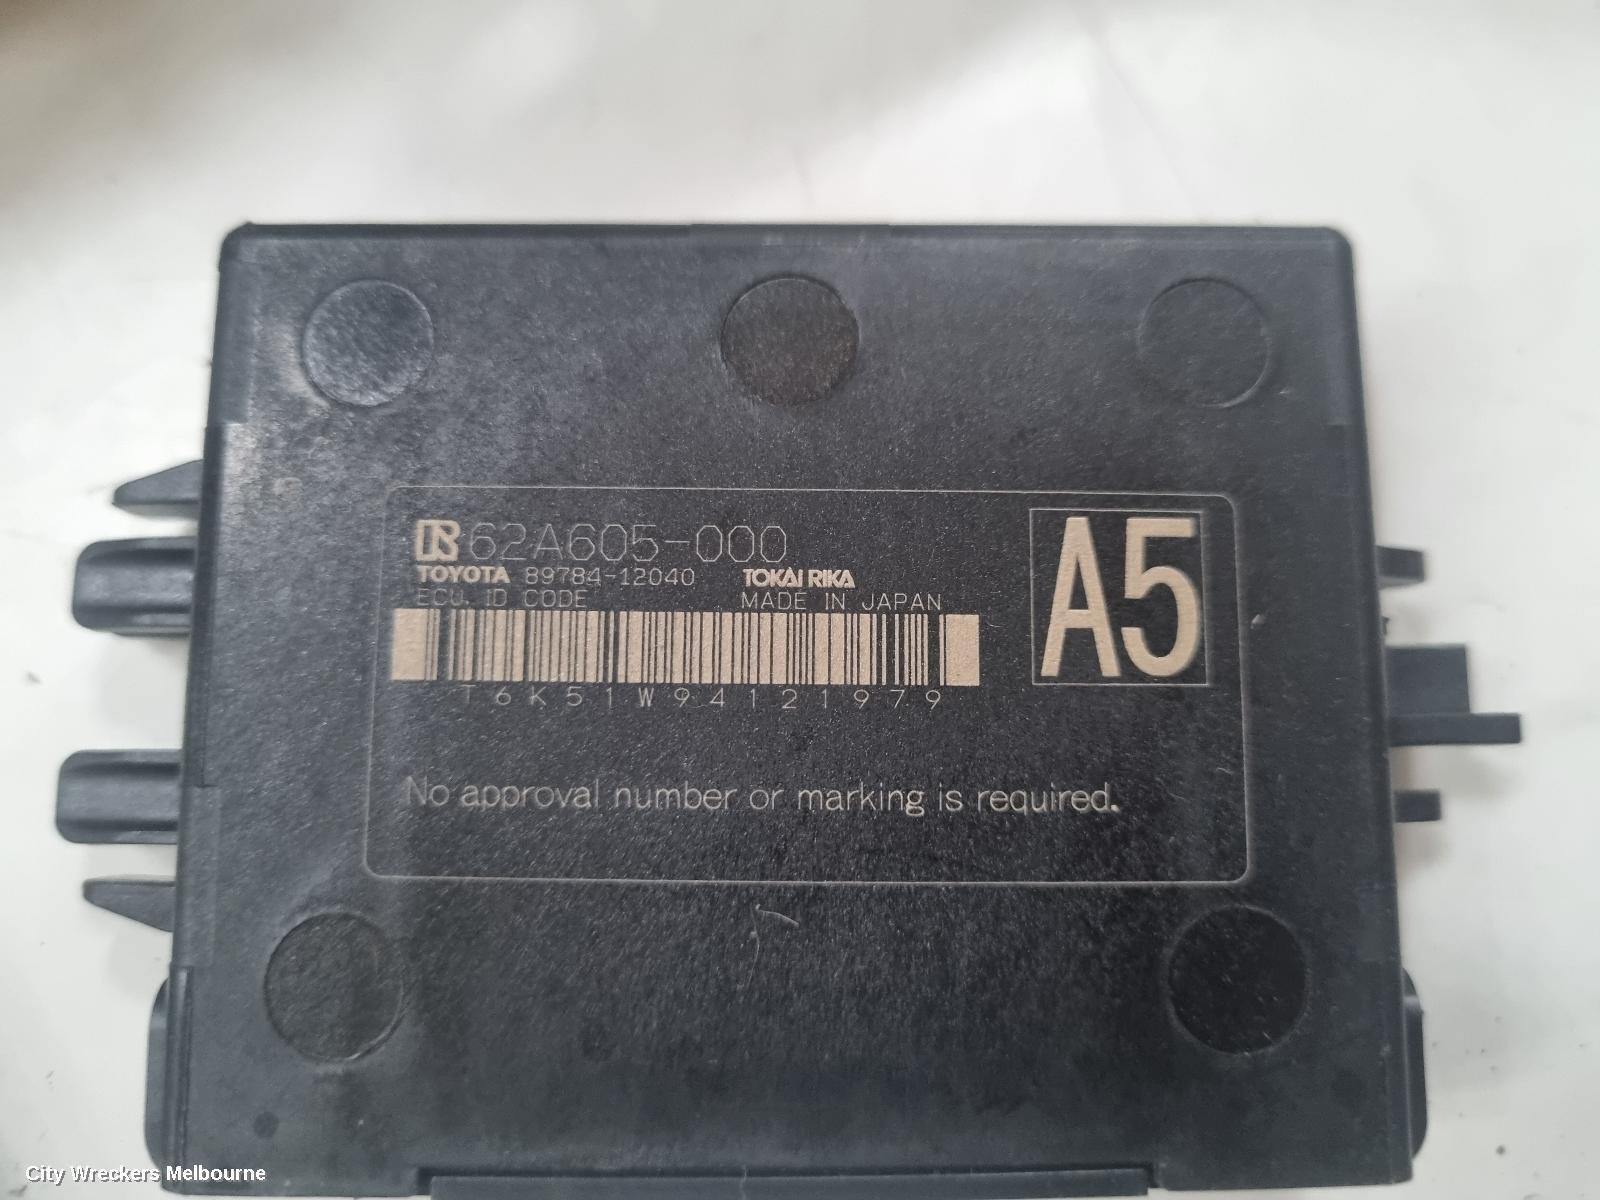 62A605-000
TOYOTA 89784-12040 TOKAI RIKA
ECU. ID CODE MADE IN JAPAN
A5
T6K51W94121979
No approval number or marking is required.
City Wreckers Melbourne